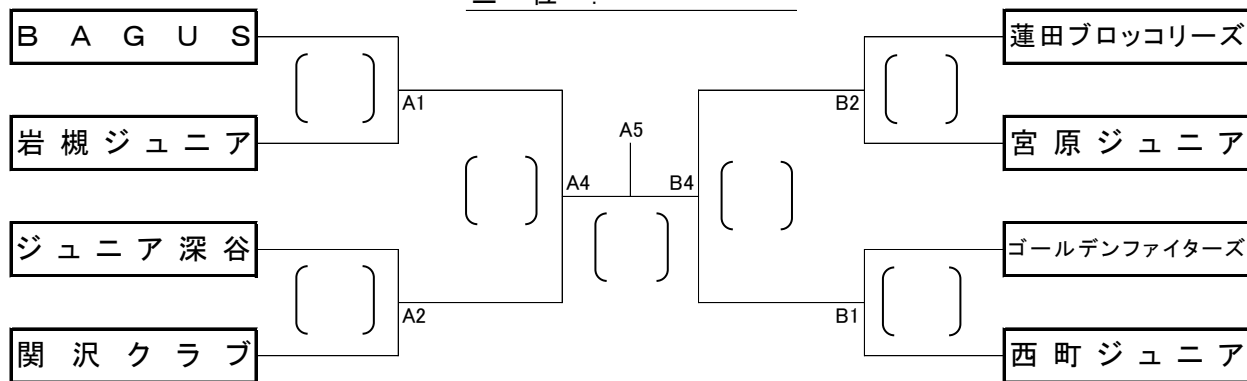 BAGUS
岩槻ジュニア
ジュニア深谷
関沢クラブ
A1
A2
A4
A5
B4
B2
B1
蓮田ブロッコリーズ
宮原ジュニア
ゴールデンファイターズ
西町ジュニア